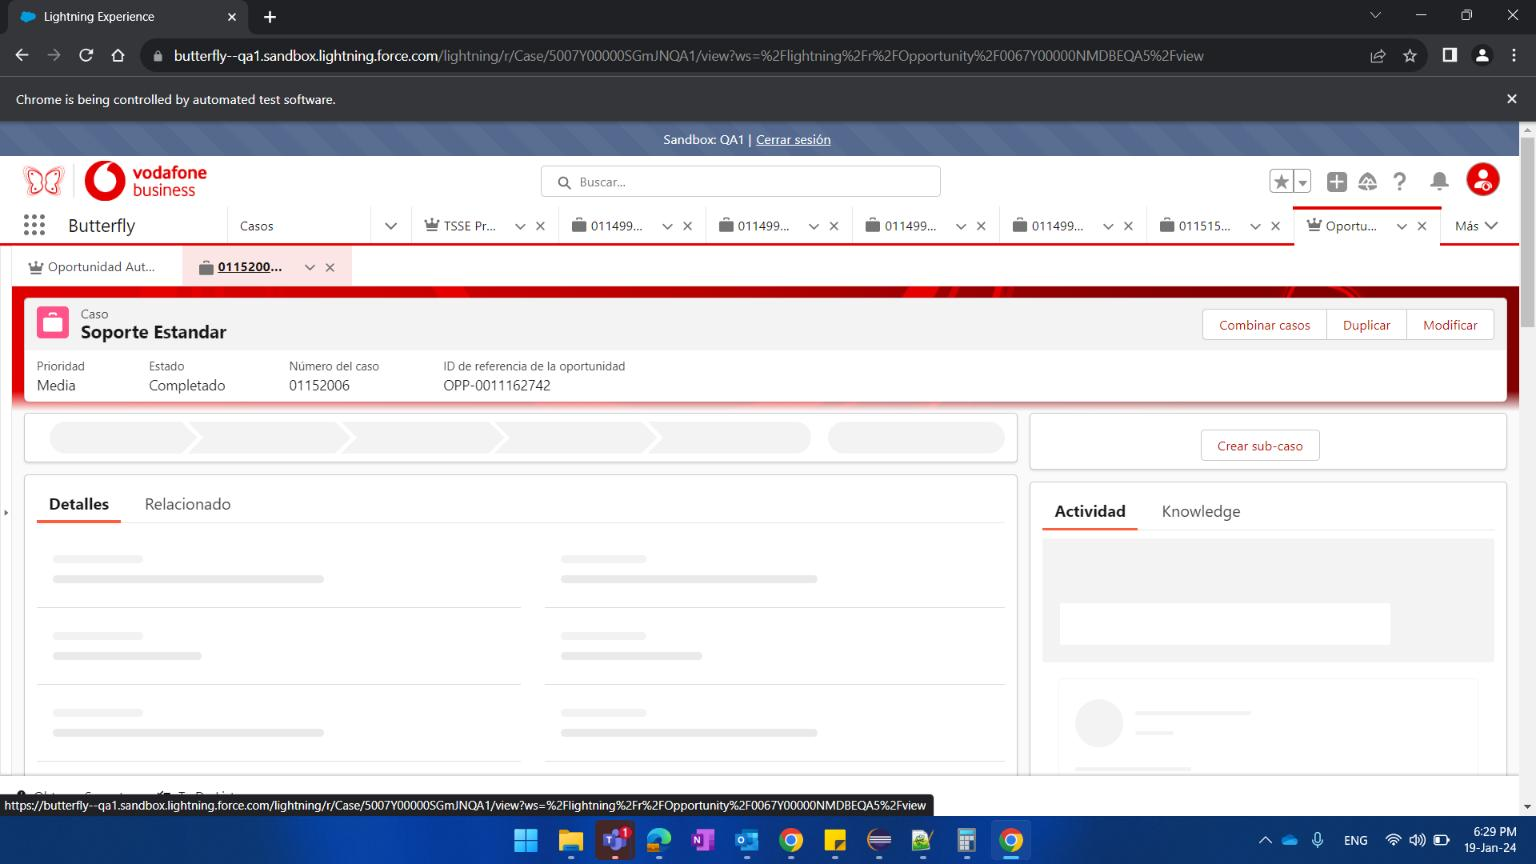 Lightning Experience
butterfly--qa1.sandbox.lightning.force.com/lightning/r/Case/5007Y00000SGmJNQA1/view?ws=%2Flightning%2Fr%2FOpportunity%2F0067Y00000NMDBEQA5%2Fview
Chrome is being controlled by automated test software.
Sandbox: QA1 | Cerrar sesión
vodafone
business
Buscar...
Butterfly
Casos
TSSE Pr...
011499...
011499...
011499...
011499...
011515...
Oportu...
Más
Oportunidad Aut...
0115200...
Caso
Soporte Estandar
Combinar casos
Duplicar
Modificar
Prioridad
Estado
Número del caso
ID de referencia de la oportunidad
Media
Completado
01152006
OPP-0011162742
Crear sub-caso
Detalles
Relacionado
Actividad
Knowledge
https://butterfly--qa1.sandbox.lightning.force.com/lightning/r/Case/5007Y00000SGmJNQA1/view?ws=%2Flightning%2Fr%2FOpportunity%2F0067Y00000NMDBEQA5%2Fview
1
ENG
6:29 PM
19-Jan-24